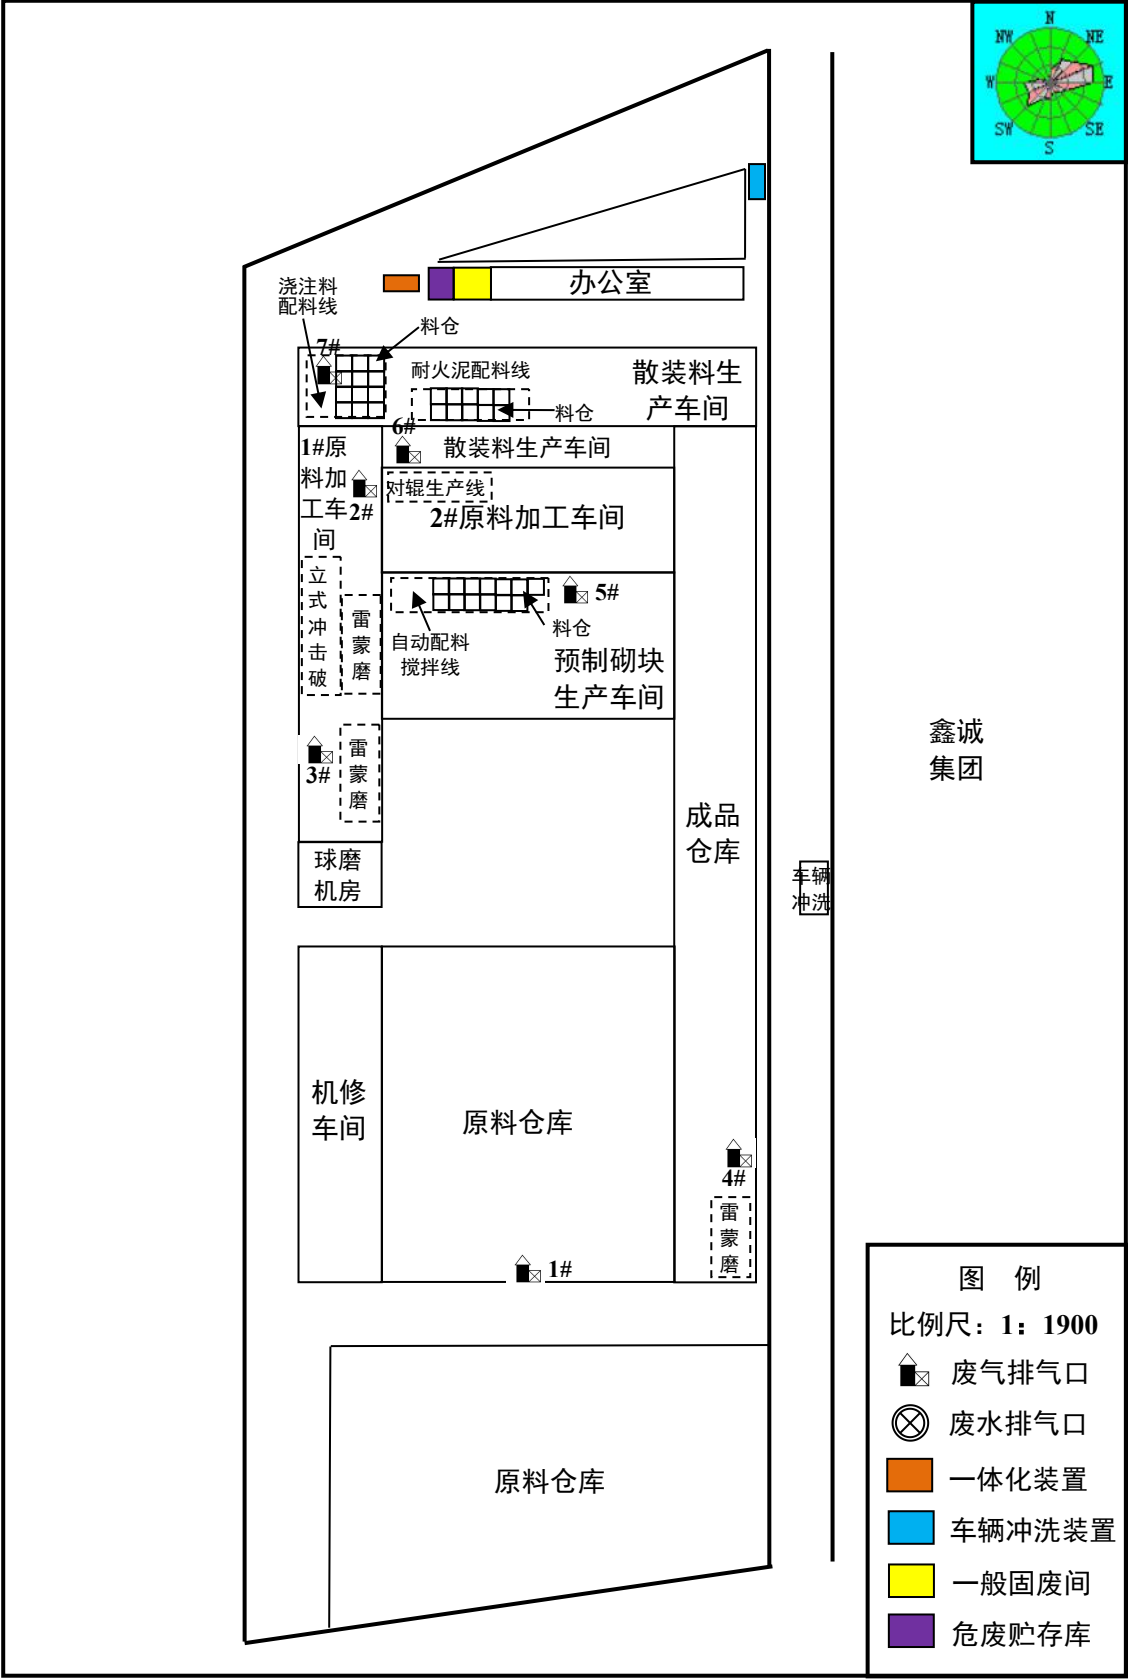 N
NW
NE
W
E
SW
SE
S
办公室
浇注料
配料线
料仓
7#
耐火泥配料线
散装料生
产车间
料仓
6#
1#原
料加
工车
间
2#
散装料生产车间
对辊生产线
2#原料加工车间
立
式
冲
击
破
雷
蒙
磨
5#
料仓
自动配料
搅拌线
预制砌块
生产车间
3#
雷
蒙
磨
鑫诚
集团
成品
仓库
球磨
机房
车辆
冲洗
机修
车间
原料仓库
4#
雷
蒙
磨
1#
原料仓库
图 例
比例尺：1：1900
废气排气口
废水排气口
一体化装置
车辆冲洗装置
一般固废间
危废贮存库